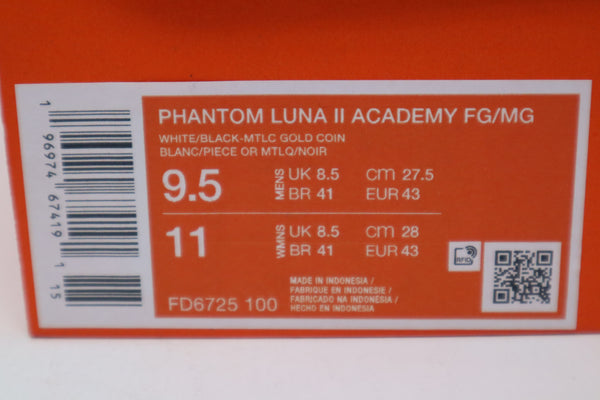 1 96974 67419 1
15
PHANTOM LUNA II ACADEMY FG/MG
WHITE/BLACK-MTLC GOLD COIN
BLANC/PIECE OR MTLQ/NOIR
9.5 MENS UK 8.5 CM 27.5
BR 41 EUR 43
11 WMNS UK 8.5 CM 28
BR 41 EUR 43
RFID
MADE IN INDONESIA /
FABRIQUE EN INDONESIE /
FABRICADO NA INDONÉSIA /
HECHO EN INDONESIA
FD6725 100